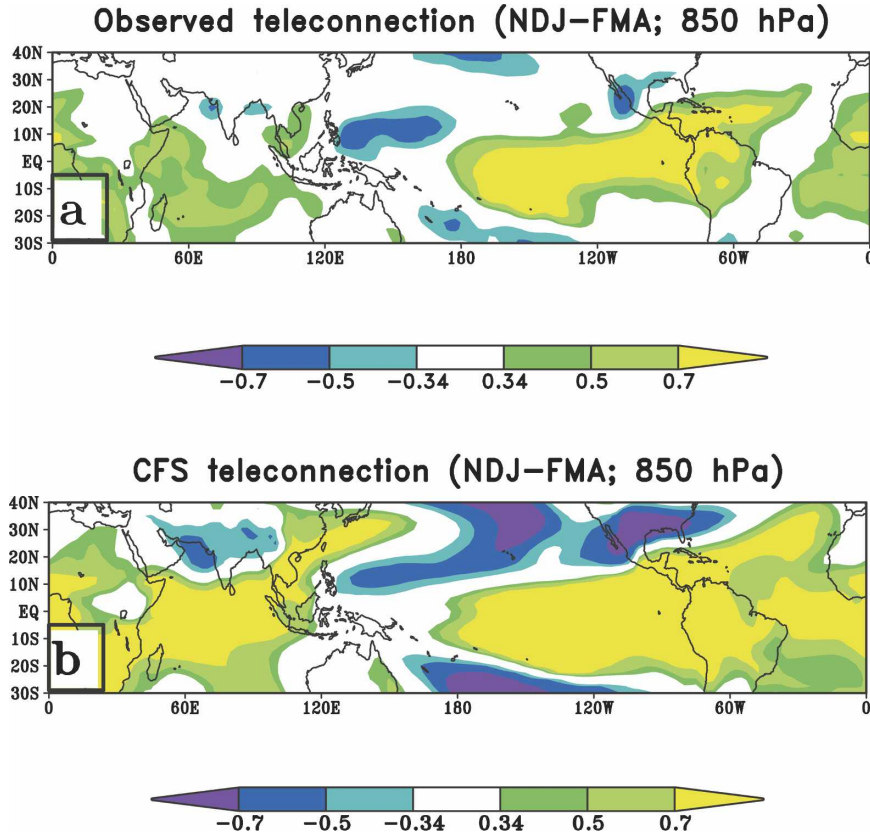 Observed teleconnection (NDJ-FMA; 850 hPa)
40N
30N
20N
10N
EQ
10S
20S
30S
a
0 60E 120E 180 120W 60W 0
-0.7 -0.5 -0.34 0.34 0.5 0.7
CFS teleconnection (NDJ-FMA; 850 hPa)
40N
30N
20N
10N
EQ
10S
20S
30S
b
0 60E 120E 180 120W 60W 0
-0.7 -0.5 -0.34 0.34 0.5 0.7